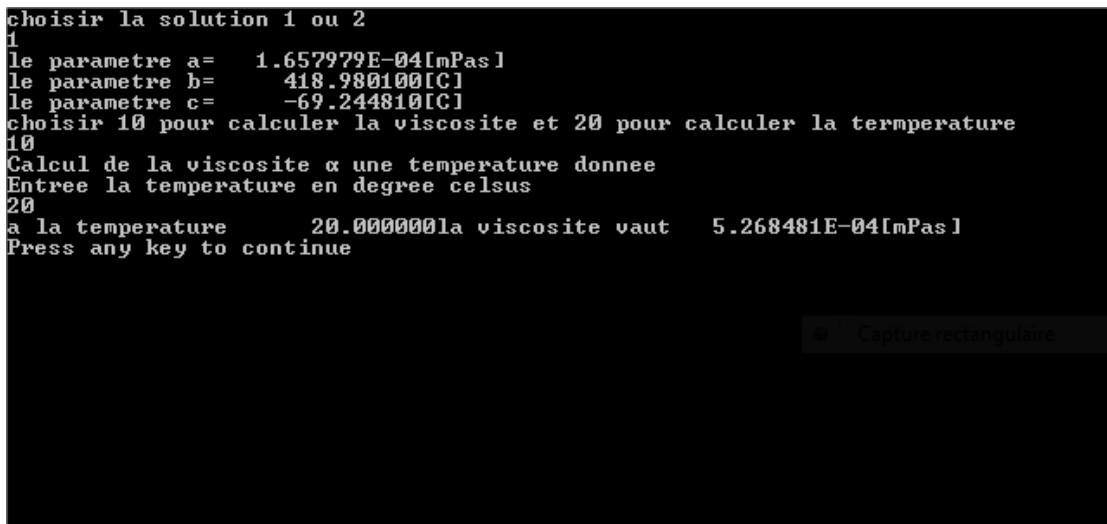 choisir la solution 1 ou 2
1
le parametre a=   1.657979E-04[mPas]
le parametre b=     418.980100[C]
le parametre c=     -69.244810[C]
choisir 10 pour calculer la viscosite et 20 pour calculer la termperature
10
Calcul de la viscosite α une temperature donnee
Entree la temperature en degree celsus
20
a la temperature      20.000000la viscosite vaut   5.268481E-04[mPas]
Press any key to continue
Capture rectangulaire